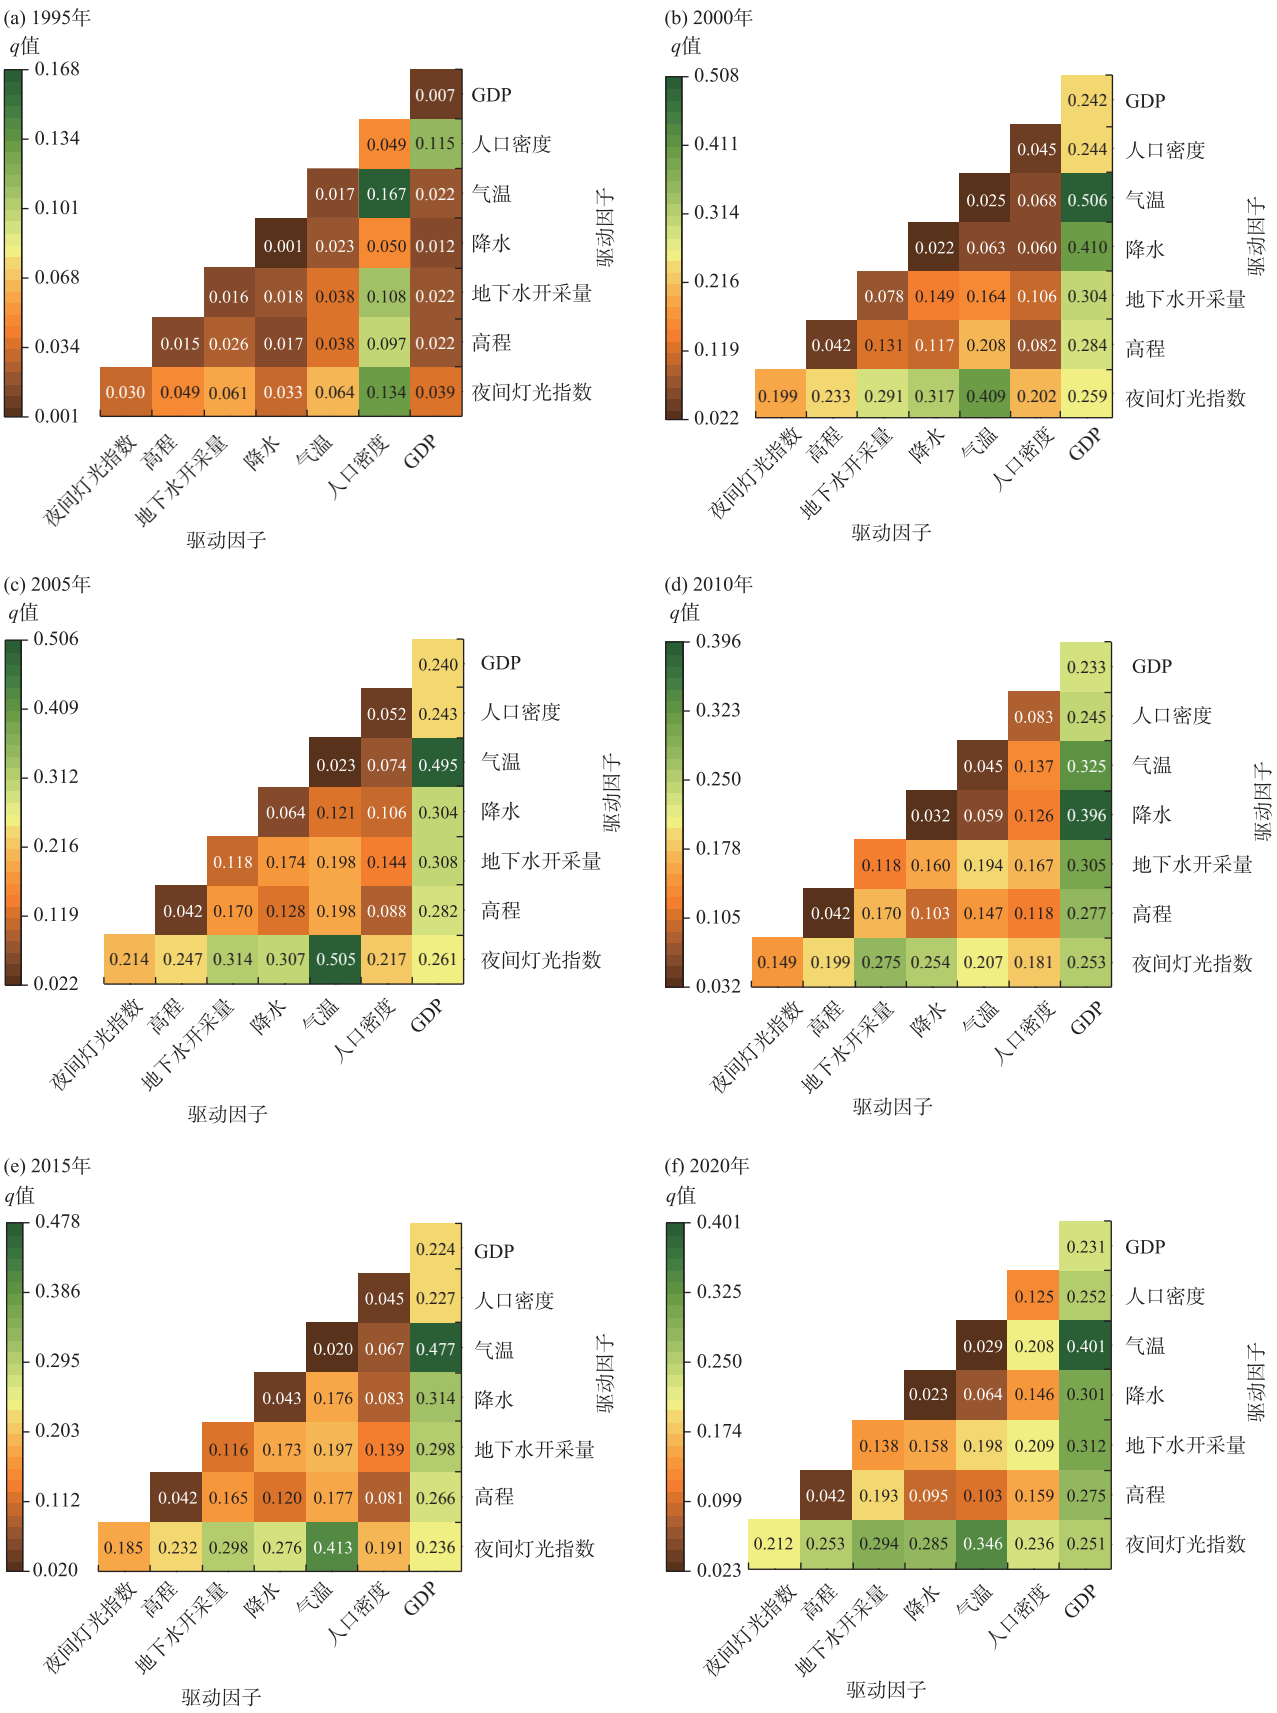 (a) 1995年
q值
0.168
0.134
0.101
0.068
0.034
0.001
0.007 GDP
0.049 0.115 人口密度
0.017 0.167 0.022 气温
0.001 0.023 0.050 0.012 降水
0.016 0.018 0.038 0.108 0.022 地下水开采量
0.015 0.026 0.017 0.038 0.097 0.022 高程
0.030 0.049 0.061 0.033 0.064 0.134 0.039 夜间灯光指数
夜间灯光指数 高程 地下水开采量 降水 气温 人口密度 GDP
驱动因子
驱动因子
(b) 2000年
q值
0.508
0.411
0.314
0.216
0.119
0.022
0.242 GDP
0.045 0.244 人口密度
0.025 0.068 0.506 气温
0.022 0.063 0.060 0.410 降水
0.078 0.149 0.164 0.106 0.304 地下水开采量
0.042 0.131 0.117 0.208 0.082 0.284 高程
0.199 0.233 0.291 0.317 0.409 0.202 0.259 夜间灯光指数
夜间灯光指数 高程 地下水开采量 降水 气温 人口密度 GDP
驱动因子
驱动因子
(c) 2005年
q值
0.506
0.409
0.312
0.216
0.119
0.022
0.240 GDP
0.052 0.243 人口密度
0.023 0.074 0.495 气温
0.064 0.121 0.106 0.304 降水
0.118 0.174 0.198 0.144 0.308 地下水开采量
0.042 0.170 0.128 0.198 0.088 0.282 高程
0.214 0.247 0.314 0.307 0.505 0.217 0.261 夜间灯光指数
夜间灯光指数 高程 地下水开采量 降水 气温 人口密度 GDP
驱动因子
驱动因子
(d) 2010年
q值
0.396
0.323
0.250
0.178
0.105
0.032
0.233 GDP
0.083 0.245 人口密度
0.045 0.137 0.325 气温
0.032 0.059 0.126 0.396 降水
0.118 0.160 0.194 0.167 0.305 地下水开采量
0.042 0.170 0.103 0.147 0.118 0.277 高程
0.149 0.199 0.275 0.254 0.207 0.181 0.253 夜间灯光指数
夜间灯光指数 高程 地下水开采量 降水 气温 人口密度 GDP
驱动因子
驱动因子
(e) 2015年
q值
0.478
0.386
0.295
0.203
0.112
0.020
0.224 GDP
0.045 0.227 人口密度
0.020 0.067 0.477 气温
0.043 0.176 0.083 0.314 降水
0.116 0.173 0.197 0.139 0.298 地下水开采量
0.042 0.165 0.120 0.177 0.081 0.266 高程
0.185 0.232 0.298 0.276 0.413 0.191 0.236 夜间灯光指数
夜间灯光指数 高程 地下水开采量 降水 气温 人口密度 GDP
驱动因子
驱动因子
(f) 2020年
q值
0.401
0.325
0.250
0.174
0.099
0.023
0.231 GDP
0.125 0.252 人口密度
0.029 0.208 0.401 气温
0.023 0.064 0.146 0.301 降水
0.138 0.158 0.198 0.209 0.312 地下水开采量
0.042 0.193 0.095 0.103 0.159 0.275 高程
0.212 0.253 0.294 0.285 0.346 0.236 0.251 夜间灯光指数
夜间灯光指数 高程 地下水开采量 降水 气温 人口密度 GDP
驱动因子
驱动因子